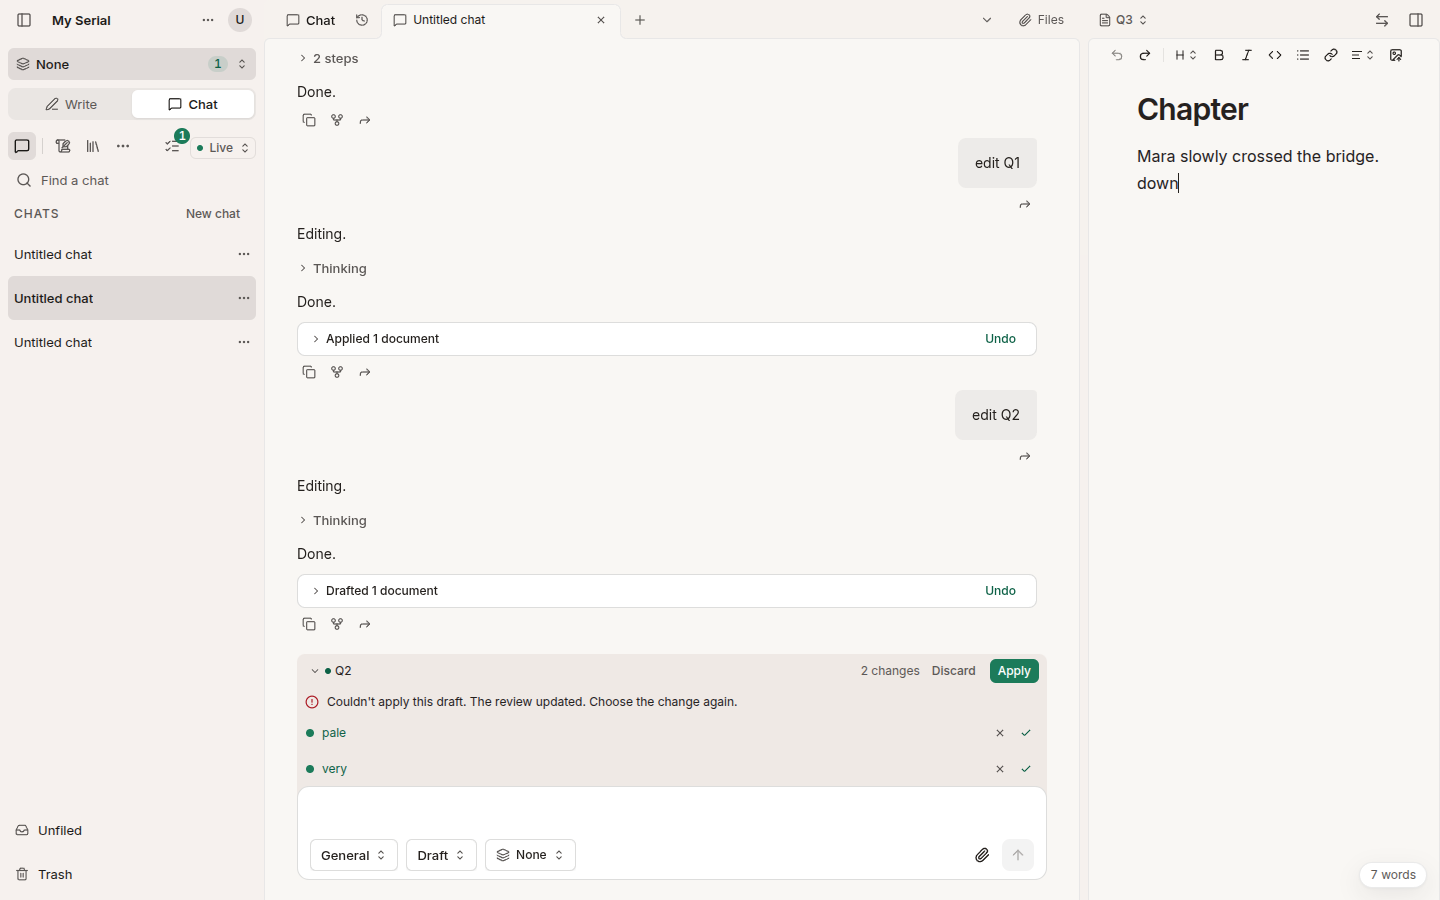 My Serial
U
Chat
Untitled chat
Files
Q3
None
1
Write
Chat
1
Live
Find a chat
CHATS
New chat
Untitled chat
Untitled chat
Untitled chat
Unfiled
Trash
2 steps
Done.
edit Q1
Editing.
Thinking
Done.
Applied 1 document
Undo
edit Q2
Editing.
Thinking
Done.
Drafted 1 document
Undo
Q2
2 changes
Discard
Apply
Couldn't apply this draft. The review updated. Choose the change again.
pale
very
General
Draft
None
H
B
I
Chapter
Mara slowly crossed the bridge.
down
7 words